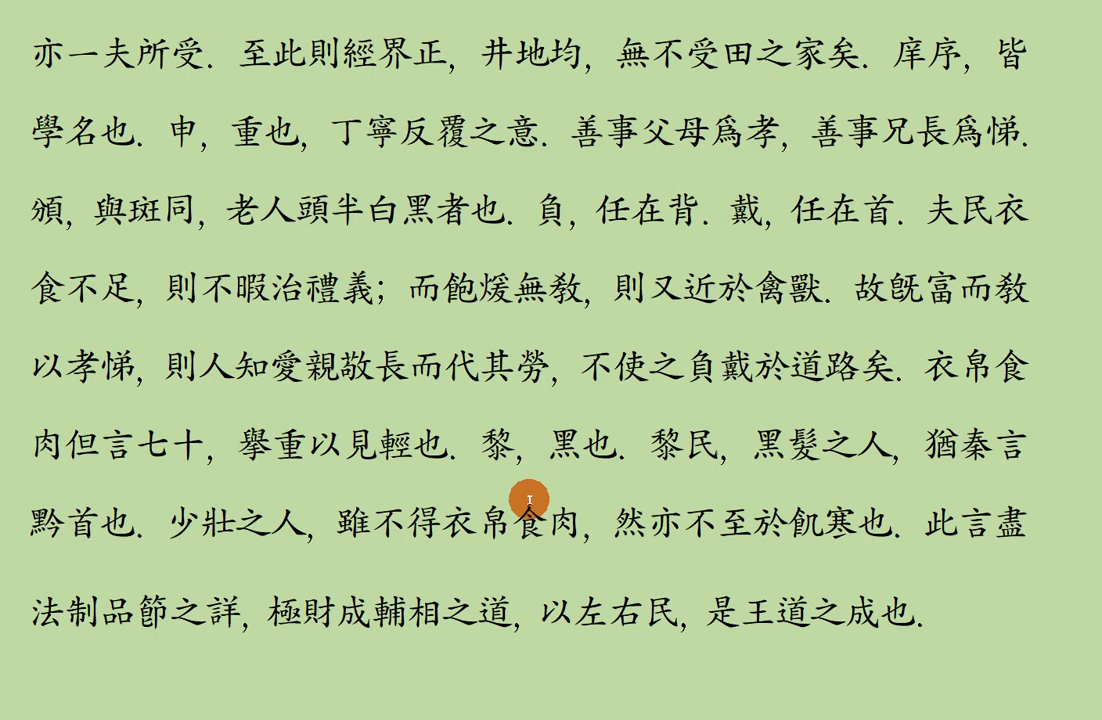 亦一夫所受. 至此則經界正, 井地均, 無不受田之家矣. 庠序, 皆
學名也. 申, 重也, 丁寧反覆之意. 善事父母爲孝, 善事兄長爲悌.
頒, 與斑同, 老人頭半白黑者也. 負, 任在背. 戴, 任在首. 夫民衣
食不足, 則不暇治禮義; 而飽煖無敎, 則又近於禽獸. 故旣富而敎
以孝悌, 則人知愛親敬長而代其勞, 不使之負戴於道路矣. 衣帛食
肉但言七十, 擧重以見輕也. 黎, 黑也. 黎民, 黑髮之人, 猶秦言
黔首也. 少壯之人, 雖不得衣帛食肉, 然亦不至於飢寒也. 此言盡
法制品節之詳, 極財成輔相之道, 以左右民, 是王道之成也.